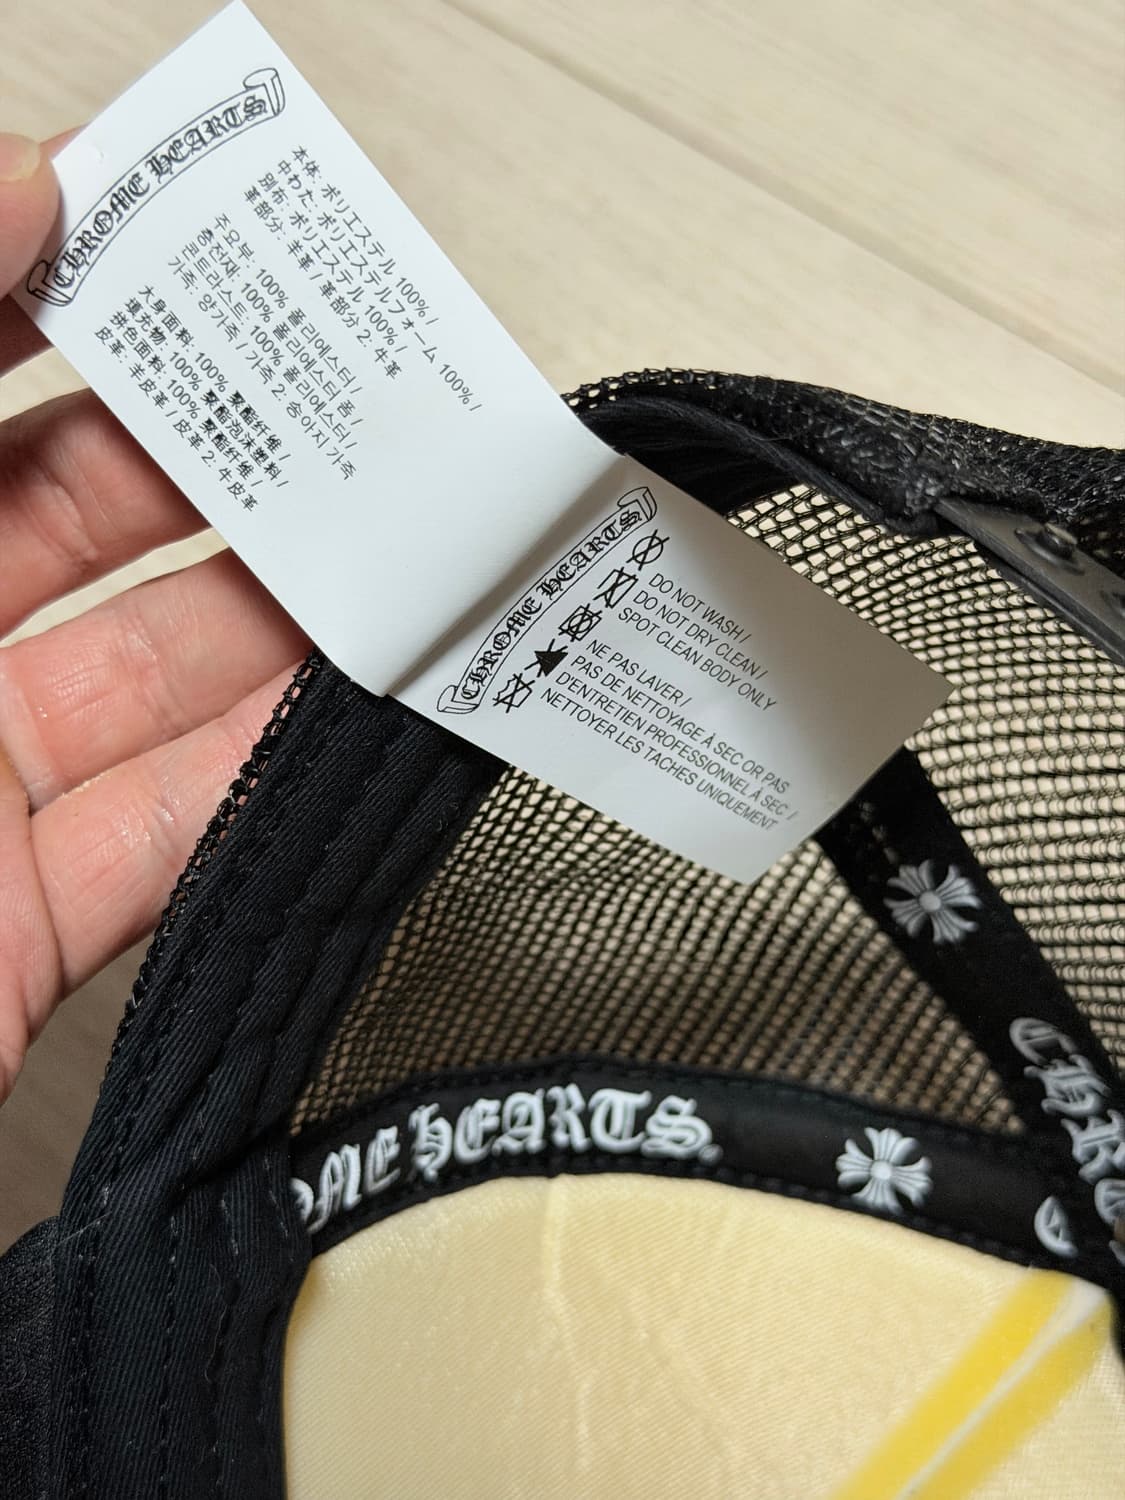 CHROME HEARTS
本体: ポリエステル 100% /
中わた: ポリエステルフォーム 100% /
別布: ポリエステル 100% /
革部分: 羊革 / 革部分 2: 牛革
주요부: 100% 폴리에스터 /
충전재: 100% 폴리에스터 폼 /
콘트라스트: 100% 폴리에스터 /
가죽: 양가죽 / 가죽 2: 송아지 가죽
大身面料: 100% 聚酯纤维 /
填充物: 100% 聚酯泡沫塑料 /
拼色面料: 100% 聚酯纤维 /
皮革: 羊皮革 / 皮革 2: 牛皮革
CHROME HEARTS
DO NOT WASH /
DO NOT DRY CLEAN /
SPOT CLEAN BODY ONLY
NE PAS LAVER /
PAS DE NETTOYAGE À SEC OR PAS
D'ENTRETIEN PROFESSIONNEL À SEC /
NETTOYER LES TACHES UNIQUEMENT
OME HEARTS
CHRO